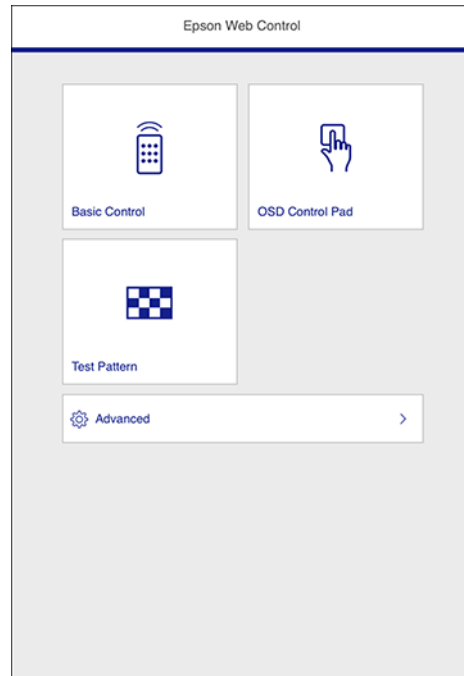 Epson Web Control
Basic Control
OSD Control Pad
Test Pattern
Advanced